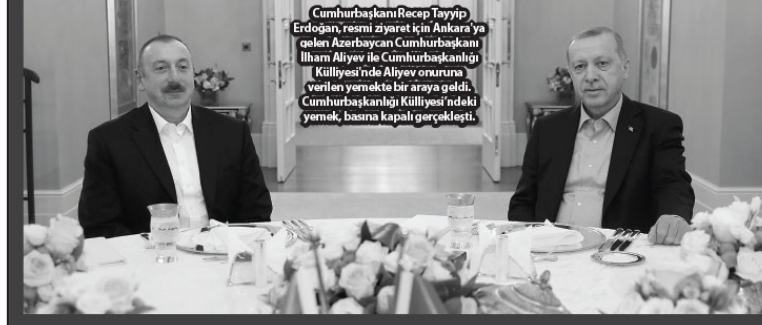 Cumhurbaşkanı Recep Tayyip
Erdoğan, resmi ziyaret için Ankara'ya
gelen Azerbaycan Cumhurbaşkanı
İlham Aliyev ile Cumhurbaşkanlığı
Külliyesi'nde Aliyev onuruna
verilen yemekte bir araya geldi.
Cumhurbaşkanlığı Külliyesi'ndeki
yemek, basına kapalı gerçekleşti.